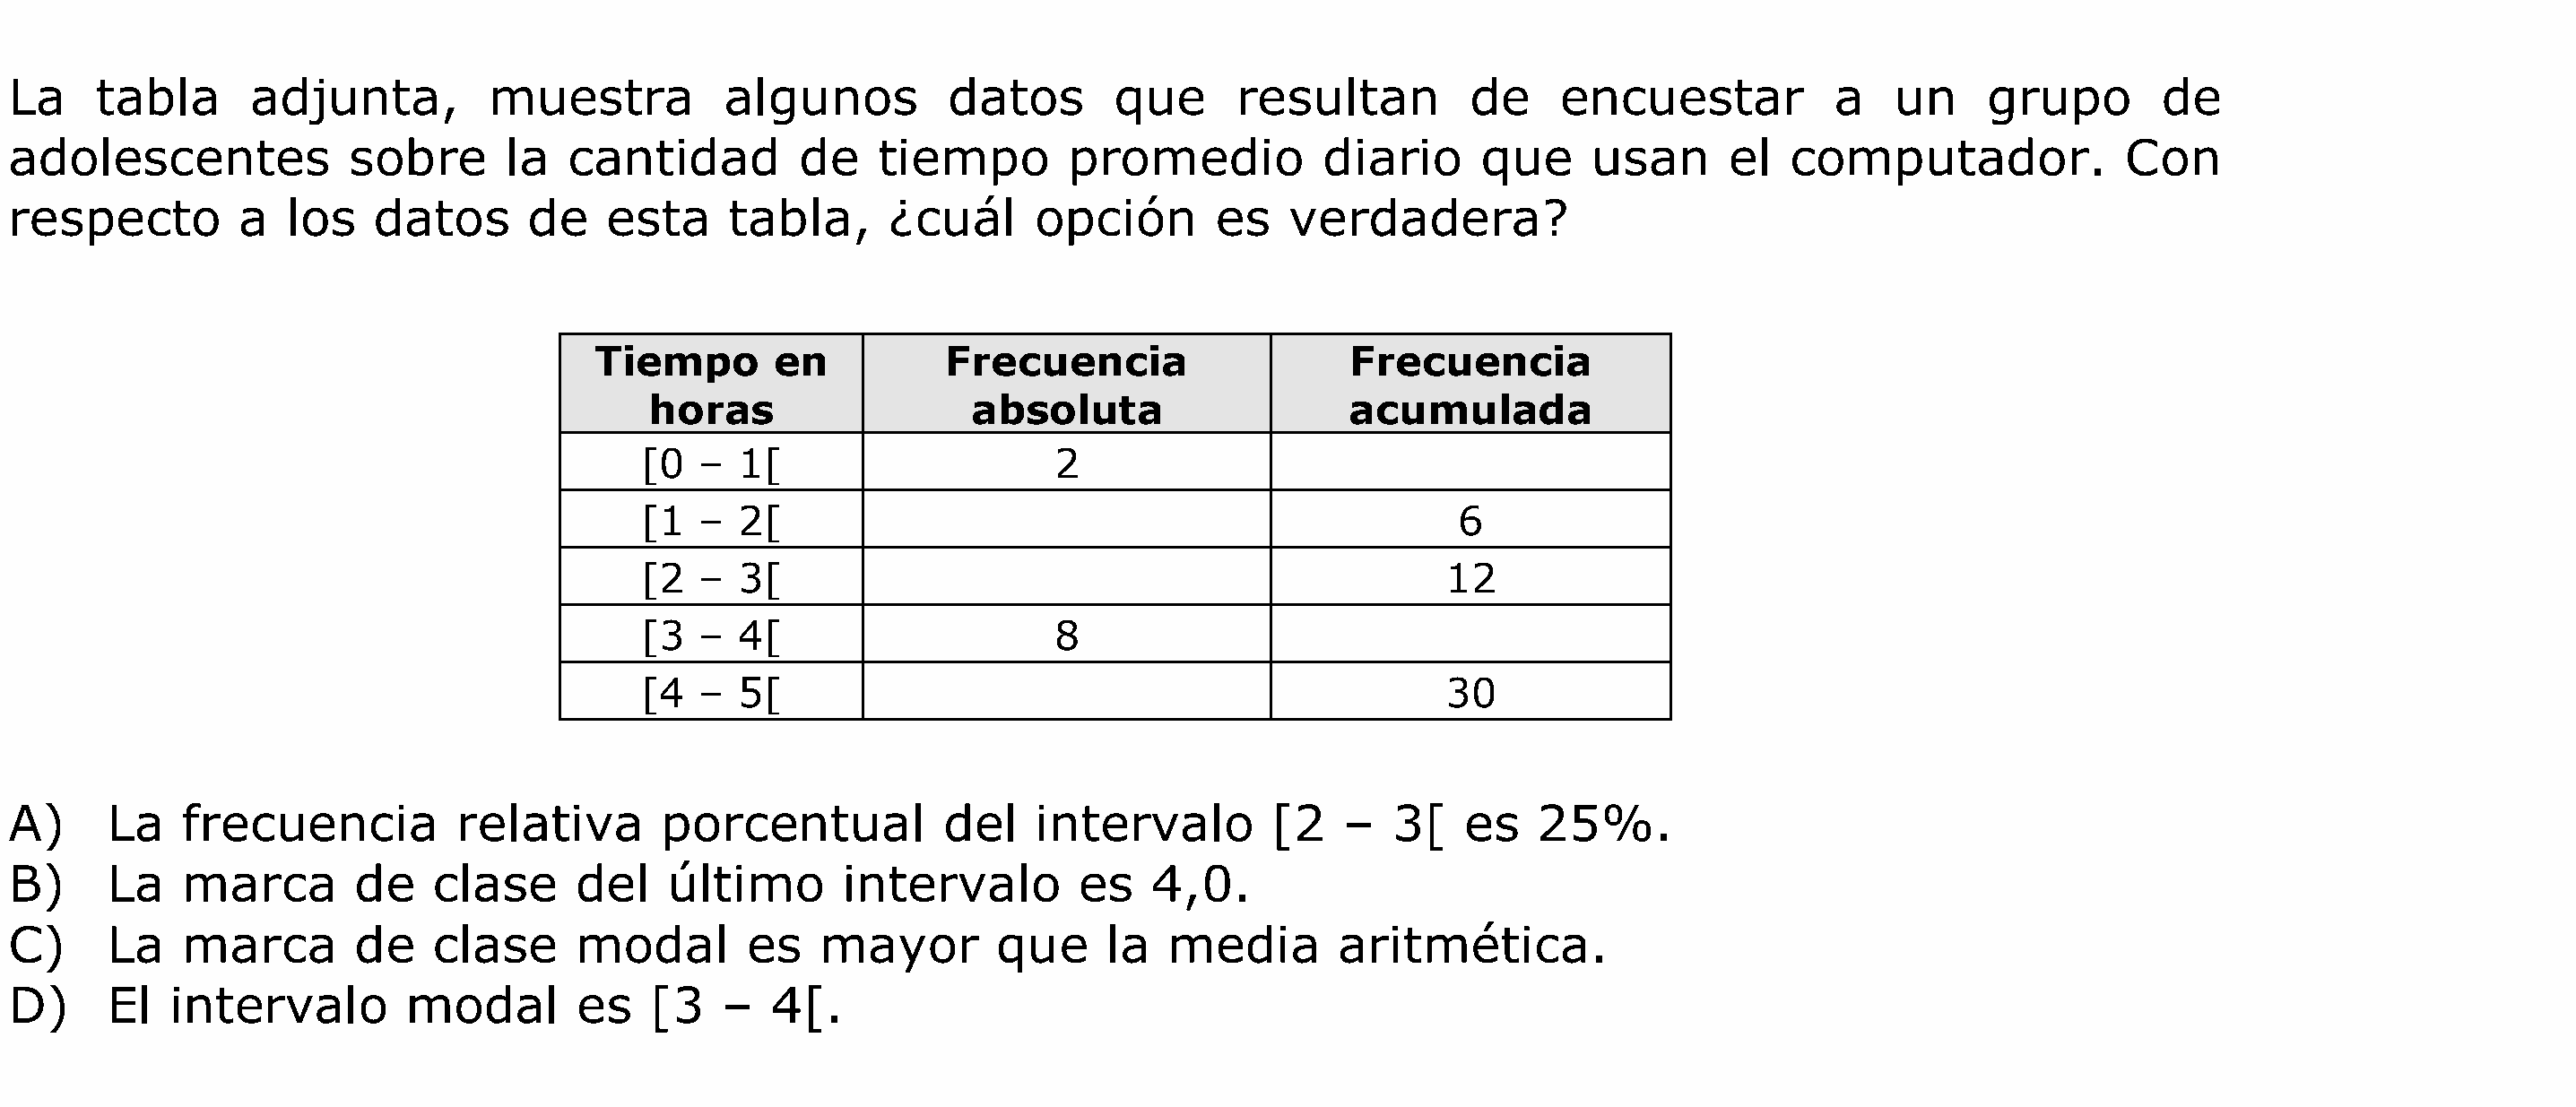 La tabla adjunta, muestra algunos datos que resultan de encuestar a un grupo de
adolescentes sobre la cantidad de tiempo promedio diario que usan el computador. Con
respecto a los datos de esta tabla, ¿cuál opción es verdadera?
Tiempo en horas Frecuencia absoluta Frecuencia acumulada
[0 – 1[ 2
[1 – 2[ 6
[2 – 3[ 12
[3 – 4[ 8
[4 – 5[ 30
A) La frecuencia relativa porcentual del intervalo [2 – 3[ es 25%.
B) La marca de clase del último intervalo es 4,0.
C) La marca de clase modal es mayor que la media aritmética.
D) El intervalo modal es [3 – 4[.